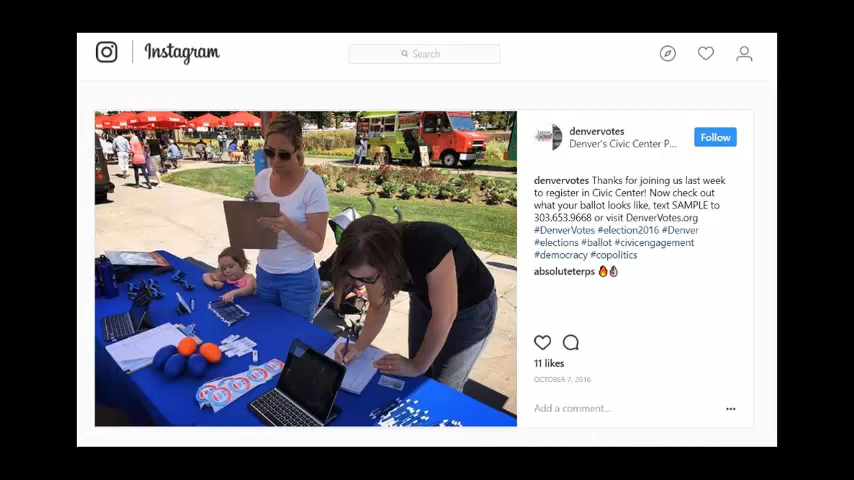 Instagram
Search
denvervotes
Denver's Civic Center P...
Follow
denvervotes Thanks for joining us last week
to register in Civic Center! Now check out
what your ballot looks like, text SAMPLE to
303.653.9668 or visit DenverVotes.org
#DenverVotes #election2016 #Denver
#elections #ballot #civicengagement
#democracy #copolitics
absoluteterps 🔥👌🏽
11 likes
OCTOBER 7, 2016
Add a comment...